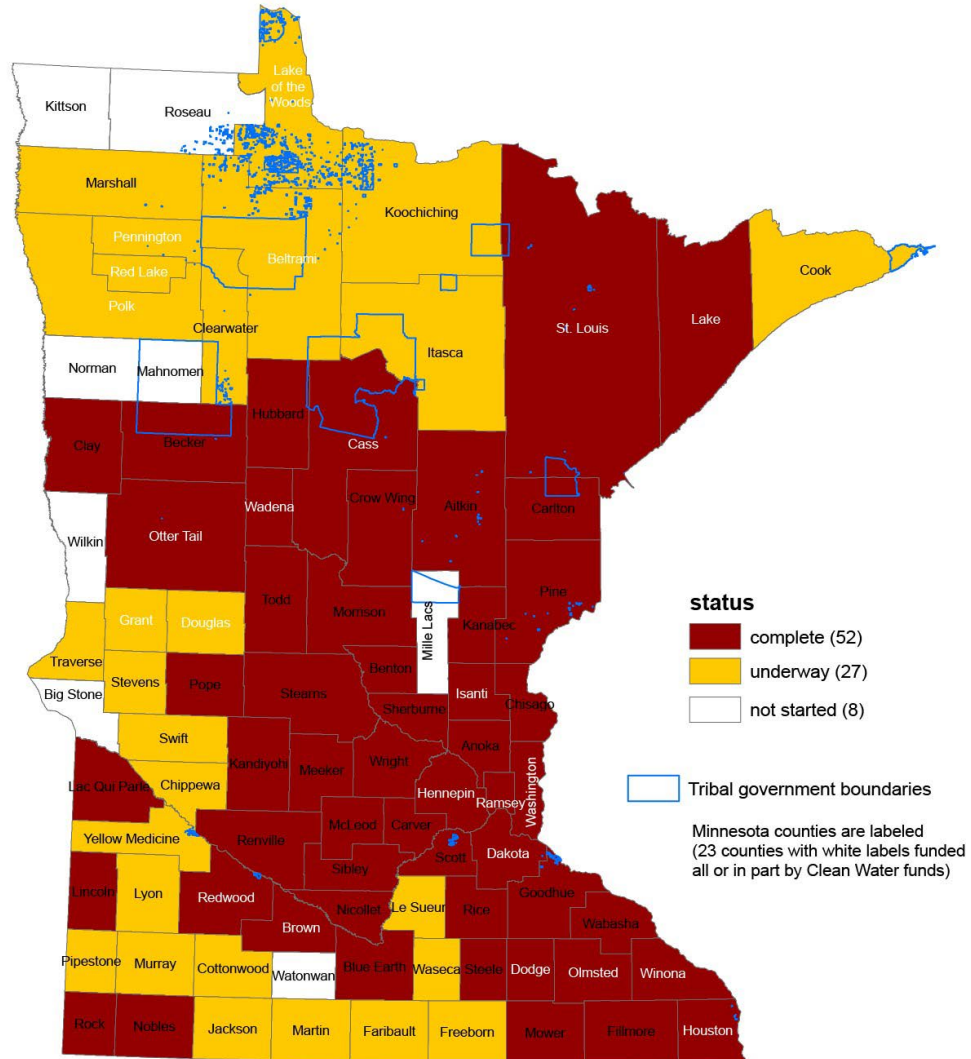 Lake
of the
Woods
Kittson
Roseau
Marshall
Koochiching
Pennington
Beltrami
Red Lake
Cook
Polk
St. Louis
Lake
Clearwater
Itasca
Norman
Mahnomen
Hubbard
Clay
Becker
Cass
Crow Wing
Aitkin
Wadena
Carlton
Otter Tail
Wilkin
Pine
Todd
Morrison
Mille Lacs
Kanabec
Grant
Douglas
Traverse
Benton
Stevens
Pope
Isanti
Big Stone
Stearns
Sherburne
Chisago
Swift
Anoka
Kandiyohi
Wright
Meeker
Lac Qui Parle
Chippewa
Hennepin
Ramsey
Washington
McLeod
Carver
Yellow Medicine
Renville
Dakota
Scott
Sibley
Lincoln
Lyon
Redwood
Goodhue
Nicollet
Le Sueur
Rice
Wabasha
Brown
Pipestone
Murray
Cottonwood
Watonwan
Blue Earth
Waseca
Steele
Dodge
Olmsted
Winona
Rock
Nobles
Jackson
Martin
Faribault
Freeborn
Mower
Fillmore
Houston
status
complete (52)
underway (27)
not started (8)
Tribal government boundaries
Minnesota counties are labeled
(23 counties with white labels funded
all or in part by Clean Water funds)